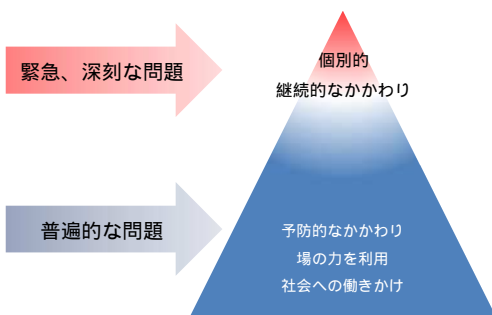 緊急、深刻な問題
個別的
継続的なかかわり
普遍的な問題
予防的なかかわり
場の力を利用
社会への働きかけ